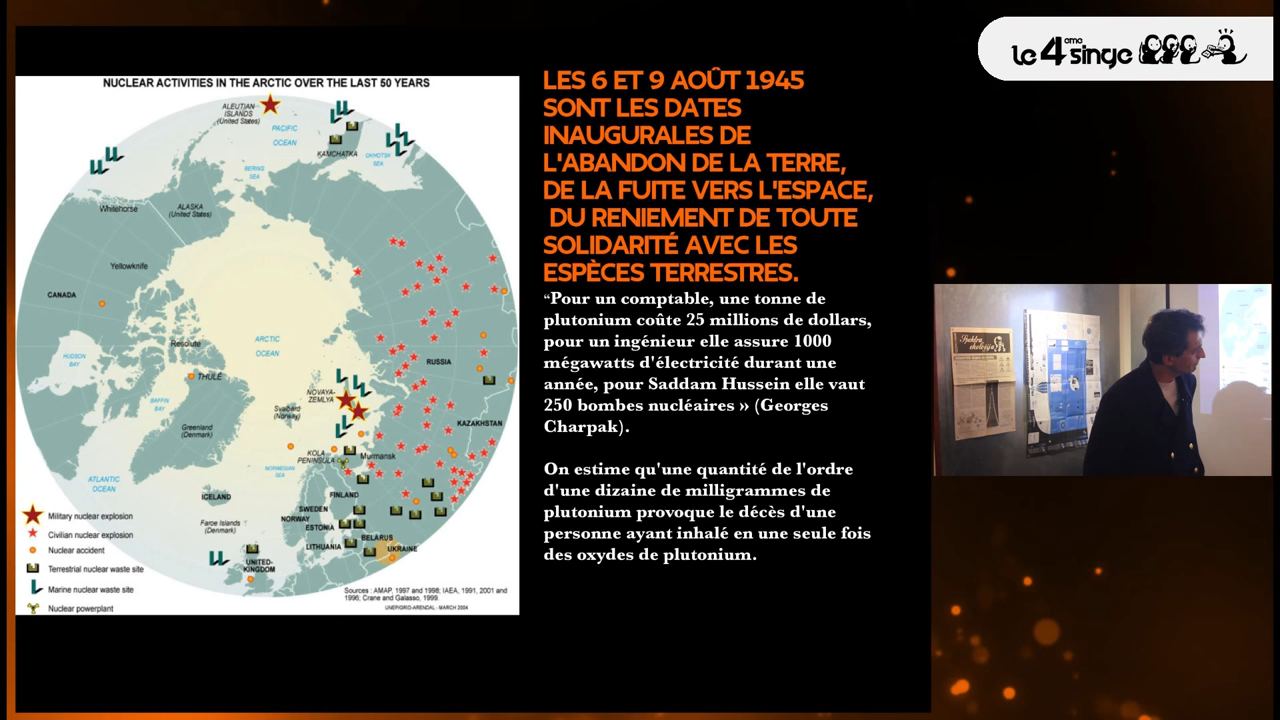 le 4eme singe
NUCLEAR ACTIVITIES IN THE ARCTIC OVER THE LAST 50 YEARS
ALEUTIAN
ISLANDS
(United States)
PACIFIC
OCEAN
KAMCHATKA
OKHOTSK
SEA
BERING
SEA
Whitehorse
ALASKA
(United States)
Yellowknife
CANADA
ARCTIC
OCEAN
Resolute
HUDSON
BAY
THULÉ
RUSSIA
BAFFIN
BAY
NOVAYA-
ZEMLYA
Svalbard
(Norway)
Greenland
(Denmark)
KAZAKHSTAN
KOLA
PENINSULA
Murmansk
NORWEGIAN
SEA
ATLANTIC
OCEAN
ICELAND
FINLAND
SWEDEN
NORWAY
ESTONIA
Faroe Islands
(Denmark)
LITHUANIA
BELARUS
UKRAINE
UNITED-
KINGDOM
Military nuclear explosion
Civilian nuclear explosion
Nuclear accident
Terrestrial nuclear waste site
Marine nuclear waste site
Nuclear powerplant
Sources : AMAP, 1997 and 1998; IAEA, 1991, 2001 and
1996; Crane and Galasso, 1999.
UNEP/GRID-ARENDAL - MARCH 2004
LES 6 ET 9 AOÛT 1945
SONT LES DATES
INAUGURALES DE
L'ABANDON DE LA TERRE,
DE LA FUITE VERS L'ESPACE,
DU RENIEMENT DE TOUTE
SOLIDARITÉ AVEC LES
ESPÈCES TERRESTRES.
“Pour un comptable, une tonne de
plutonium coûte 25 millions de dollars,
pour un ingénieur elle assure 1000
mégawatts d'électricité durant une
année, pour Saddam Hussein elle vaut
250 bombes nucléaires » (Georges
Charpak).
On estime qu'une quantité de l'ordre
d'une dizaine de milligrammes de
plutonium provoque le décès d'une
personne ayant inhalé en une seule fois
des oxydes de plutonium.